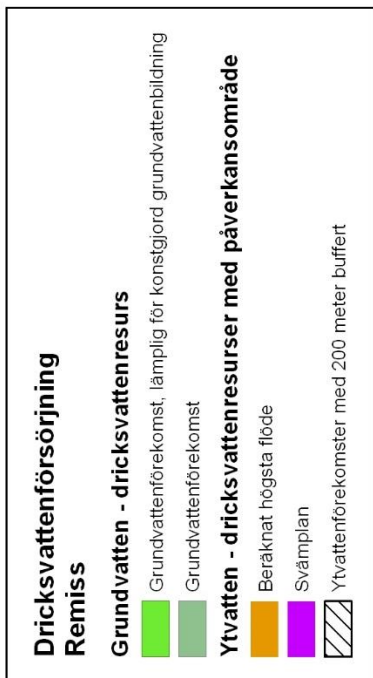 Dricksvattenförsörjning
Remiss
Grundvatten - dricksvattenresurs
Grundvattenförekomst, lämplig för konstgjord grundvattenbildning
Grundvattenförekomst
Ytvatten - dricksvattenresurser med påverkansområde
Beräknat högsta flöde
Svämplan
Ytvattenförekomster med 200 meter buffert